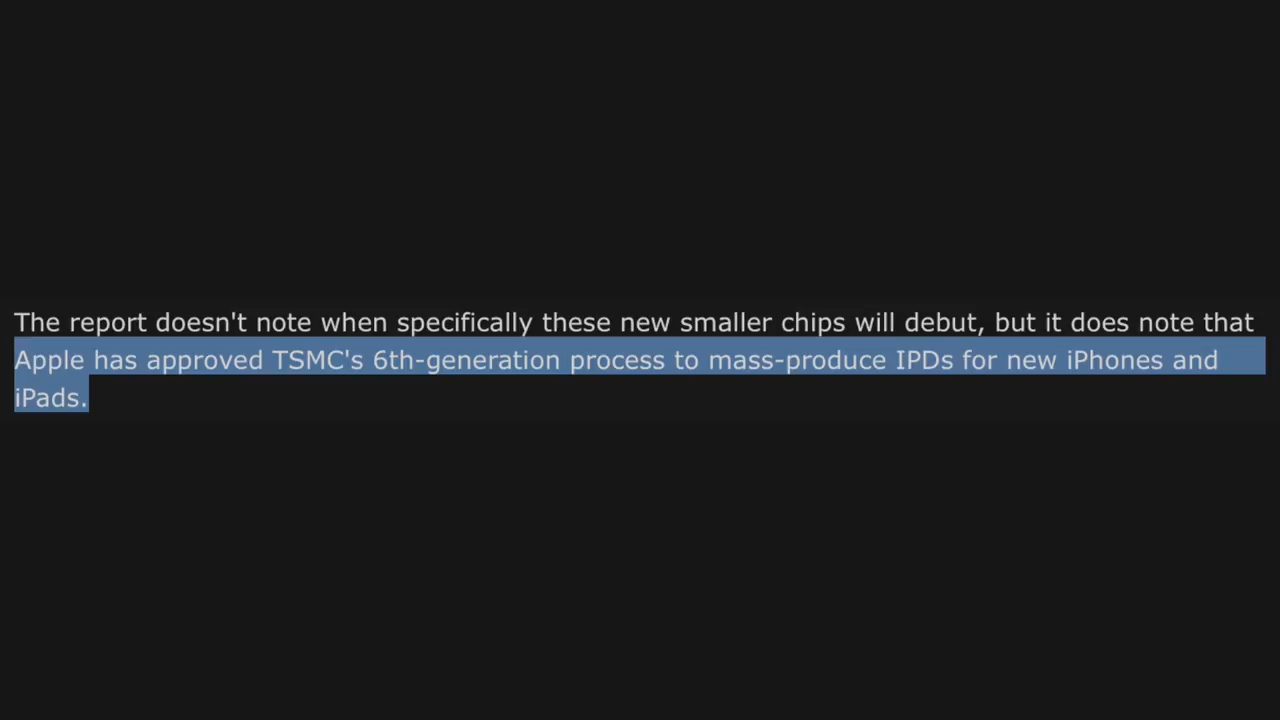 The report doesn't note when specifically these new smaller chips will debut, but it does note that
Apple has approved TSMC's 6th-generation process to mass-produce IPDs for new iPhones and
iPads.